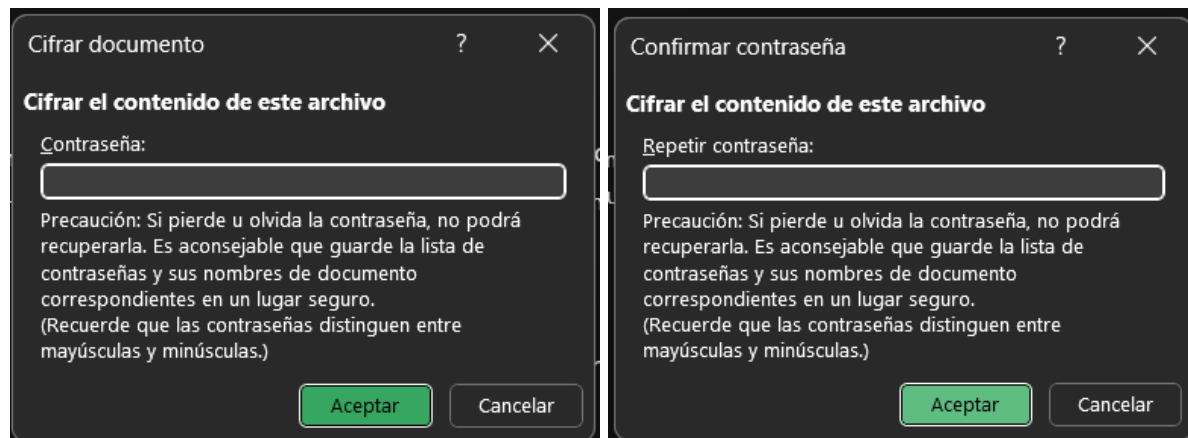 Cifrar documento
Cifrar el contenido de este archivo
Contraseña:
Precaución: Si pierde u olvida la contraseña, no podrá
recuperarla. Es aconsejable que guarde la lista de
contraseñas y sus nombres de documento
correspondientes en un lugar seguro.
(Recuerde que las contraseñas distinguen entre
mayúsculas y minúsculas.)
Aceptar
Cancelar
Confirmar contraseña
Cifrar el contenido de este archivo
Repetir contraseña:
Precaución: Si pierde u olvida la contraseña, no podrá
recuperarla. Es aconsejable que guarde la lista de
contraseñas y sus nombres de documento
correspondientes en un lugar seguro.
(Recuerde que las contraseñas distinguen entre
mayúsculas y minúsculas.)
Aceptar
Cancelar